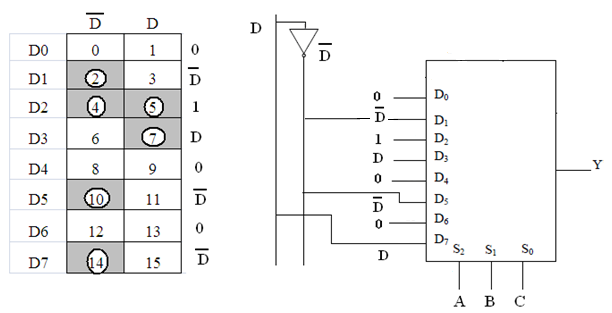 D̅ D
D0 0 1 0
D1 2 3 D̅
D2 4 5 1
D3 6 7 D
D4 8 9 0
D5 10 11 D̅
D6 12 13 0
D7 14 15 D̅
D
D̅
0 D₀
D̅ D₁
1 D₂
D D₃
0 D₄
D̅ D₅
0 D₆
D D₇
Y
S₂ S₁ S₀
A B C